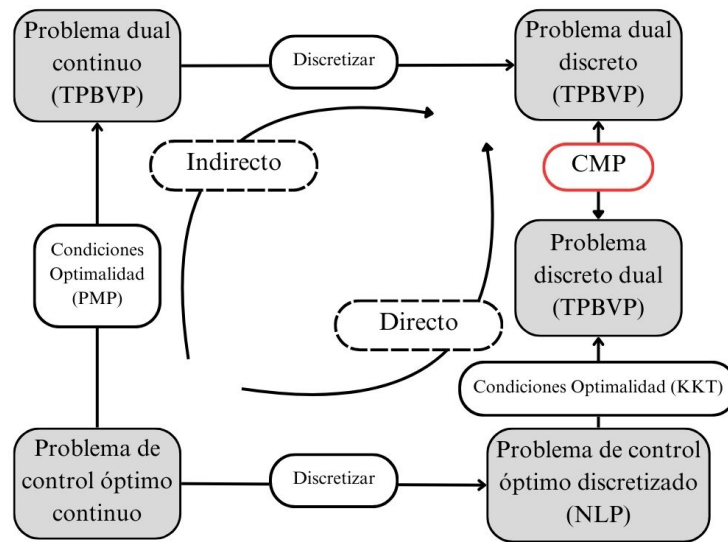 Problema dual
continuo
(TPBVP)
Discretizar
Problema dual
discreto
(TPBVP)
Indirecto
CMP
Condiciones
Optimalidad
(PMP)
Problema
discreto dual
(TPBVP)
Directo
Condiciones Optimalidad (KKT)
Problema de
control óptimo
continuo
Discretizar
Problema de control
óptimo discretizado
(NLP)